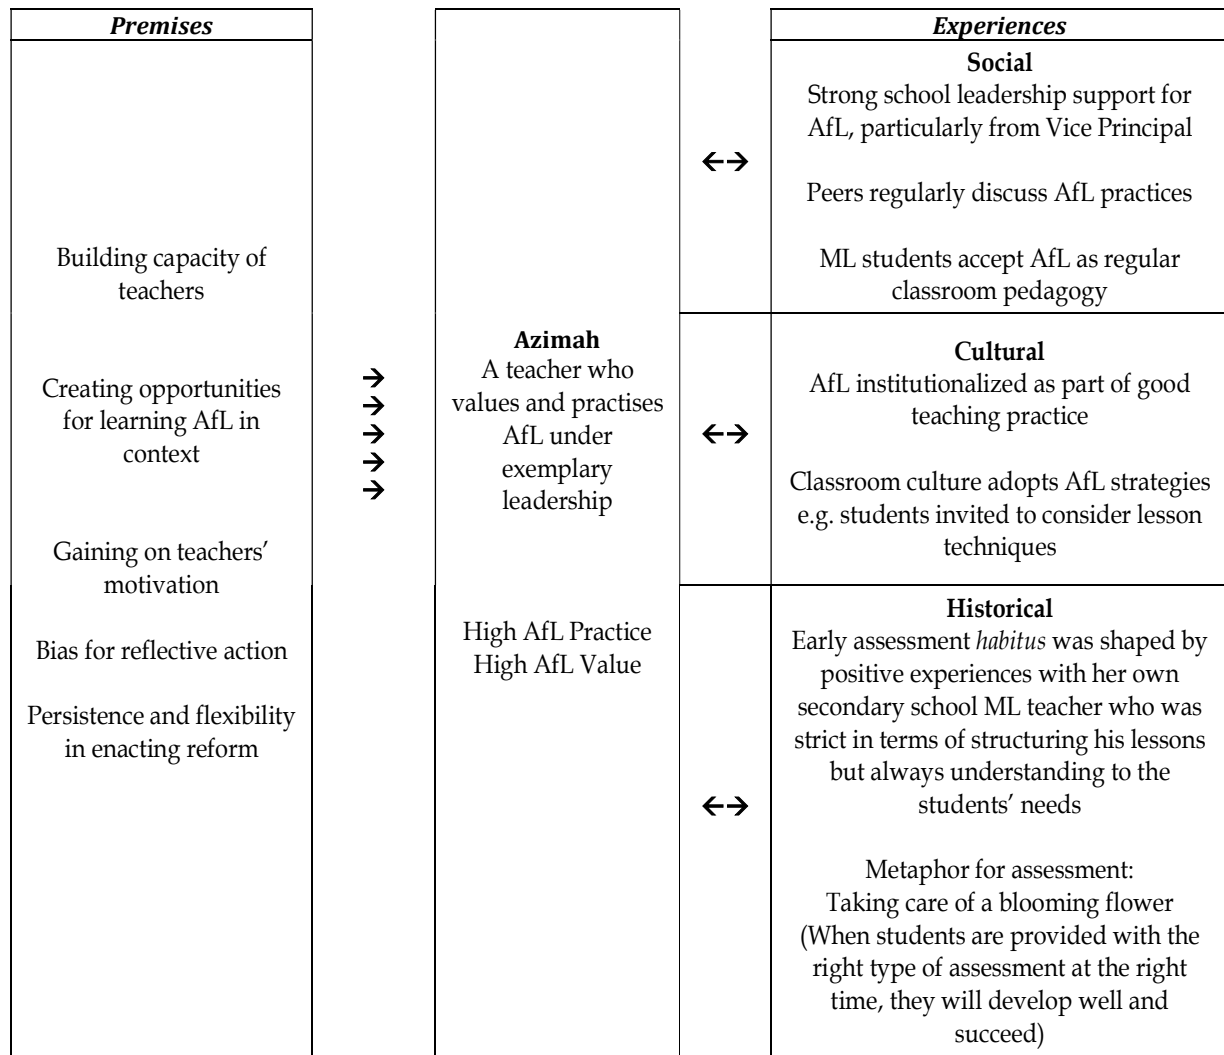 Premises
Building capacity of
teachers
Creating opportunities
for learning AfL in
context
Gaining on teachers’
motivation
Bias for reflective action
Persistence and flexibility
in enacting reform
→
→
→
→
→
Azimah
A teacher who
values and practises
AfL under
exemplary
leadership
High AfL Practice
High AfL Value
←→
←→
←→
Experiences
Social
Strong school leadership support for
AfL, particularly from Vice Principal
Peers regularly discuss AfL practices
ML students accept AfL as regular
classroom pedagogy
Cultural
AfL institutionalized as part of good
teaching practice
Classroom culture adopts AfL strategies
e.g. students invited to consider lesson
techniques
Historical
Early assessment habitus was shaped by
positive experiences with her own
secondary school ML teacher who was
strict in terms of structuring his lessons
but always understanding to the
students’ needs
Metaphor for assessment:
Taking care of a blooming flower
(When students are provided with the
right type of assessment at the right
time, they will develop well and
succeed)